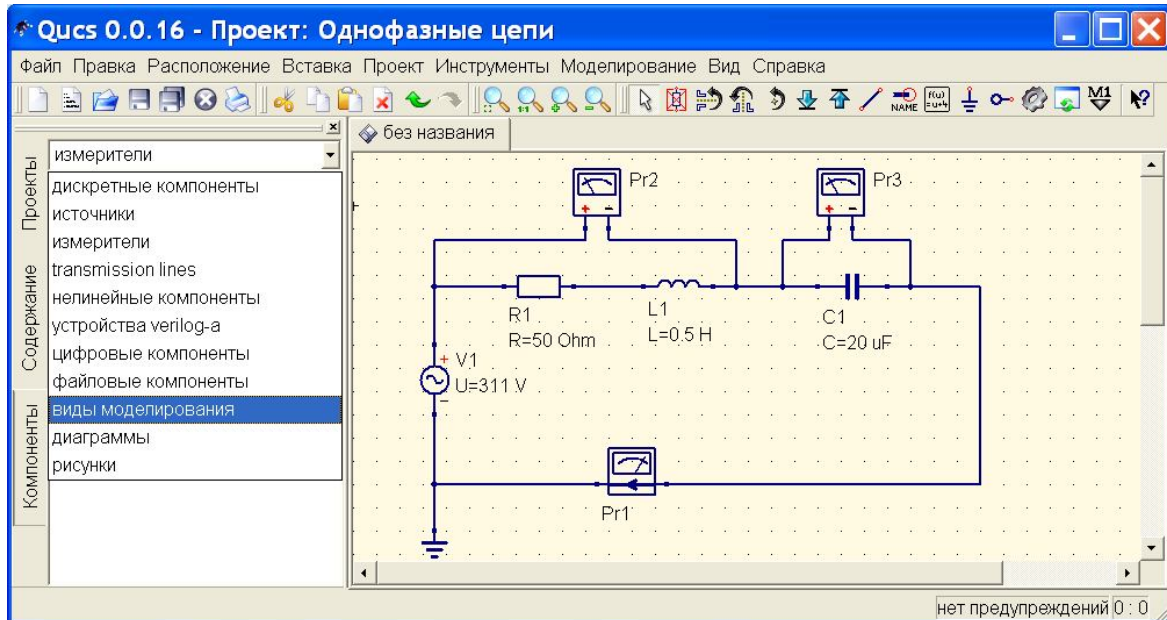 Qucs 0.0.16 - Проект: Однофазные цепи
Файл Правка Расположение Вставка Проект Инструменты Моделирование Вид Справка
NAME
f(ω)
=u+4
M1
Проекты
Содержание
Компоненты
измерители
дискретные компоненты
источники
измерители
transmission lines
нелинейные компоненты
устройства verilog-a
цифровые компоненты
файловые компоненты
виды моделирования
диаграммы
рисунки
без названия
Pr2
Pr3
R1
R=50 Ohm
L1
L=0.5 H
C1
C=20 uF
V1
U=311 V
Pr1
нет предупреждений 0 : 0